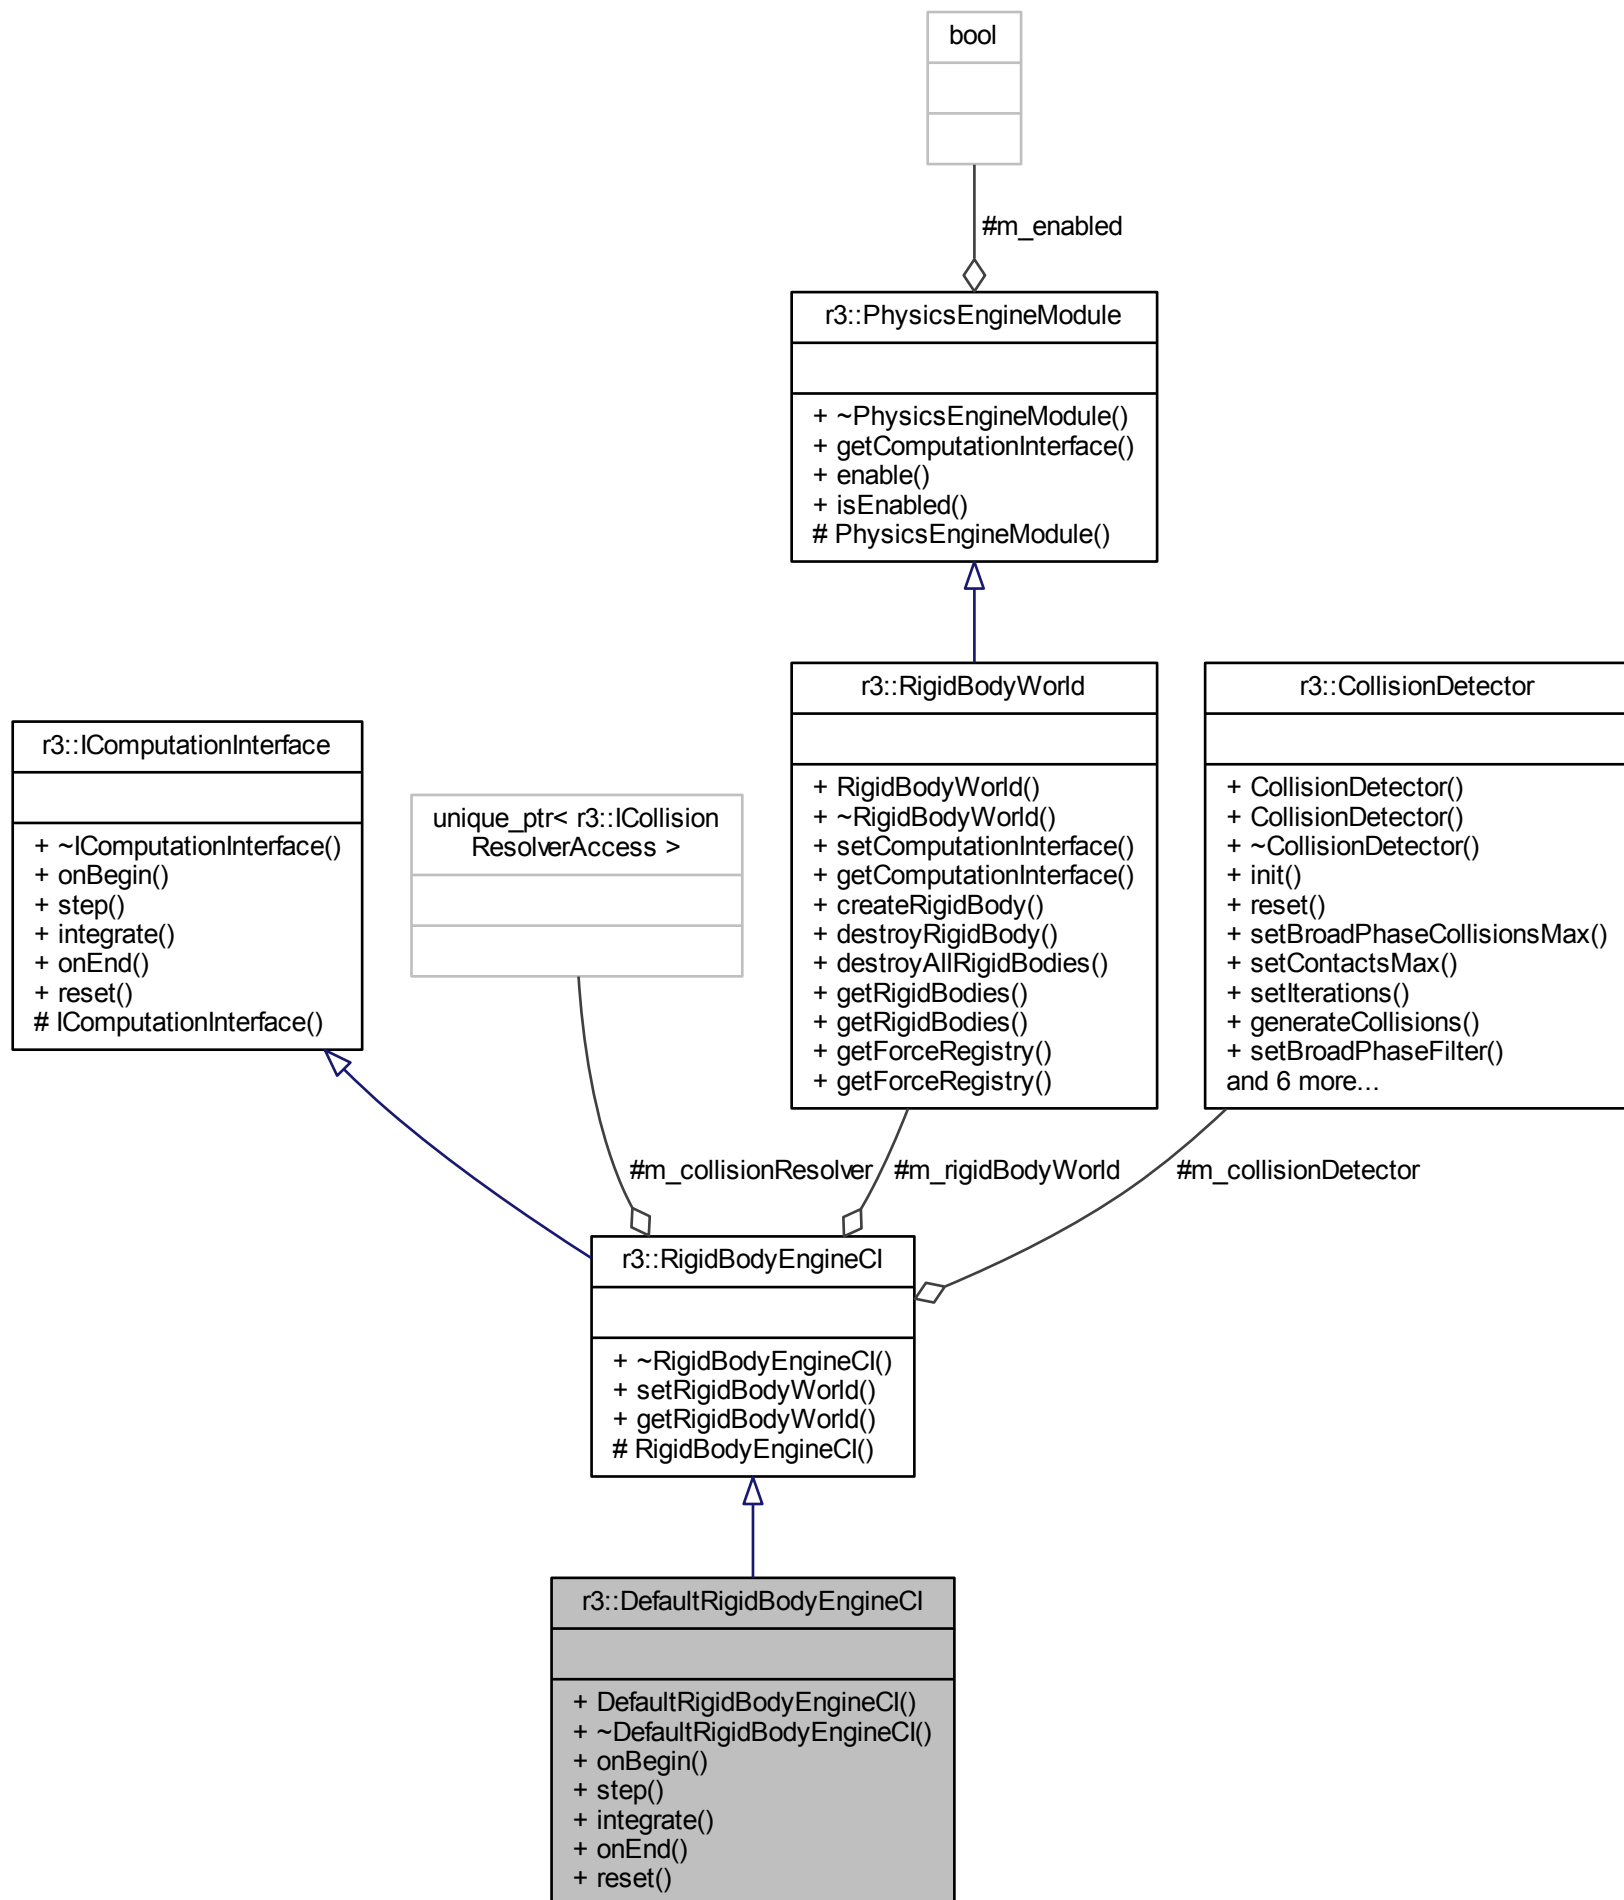 bool
#m_enabled
r3::PhysicsEngineModule
+ ~PhysicsEngineModule()
+ getComputationInterface()
+ enable()
+ isEnabled()
# PhysicsEngineModule()
r3::IComputationInterface
+ ~IComputationInterface()
+ onBegin()
+ step()
+ integrate()
+ onEnd()
+ reset()
# IComputationInterface()
unique_ptr< r3::ICollision
ResolverAccess >
r3::RigidBodyWorld
+ RigidBodyWorld()
+ ~RigidBodyWorld()
+ setComputationInterface()
+ getComputationInterface()
+ createRigidBody()
+ destroyRigidBody()
+ destroyAllRigidBodies()
+ getRigidBodies()
+ getRigidBodies()
+ getForceRegistry()
+ getForceRegistry()
r3::CollisionDetector
+ CollisionDetector()
+ CollisionDetector()
+ ~CollisionDetector()
+ init()
+ reset()
+ setBroadPhaseCollisionsMax()
+ setContactsMax()
+ setIterations()
+ generateCollisions()
+ setBroadPhaseFilter()
and 6 more...
#m_collisionResolver
#m_rigidBodyWorld
#m_collisionDetector
r3::RigidBodyEngineCI
+ ~RigidBodyEngineCI()
+ setRigidBodyWorld()
+ getRigidBodyWorld()
# RigidBodyEngineCI()
r3::DefaultRigidBodyEngineCI
+ DefaultRigidBodyEngineCI()
+ ~DefaultRigidBodyEngineCI()
+ onBegin()
+ step()
+ integrate()
+ onEnd()
+ reset()